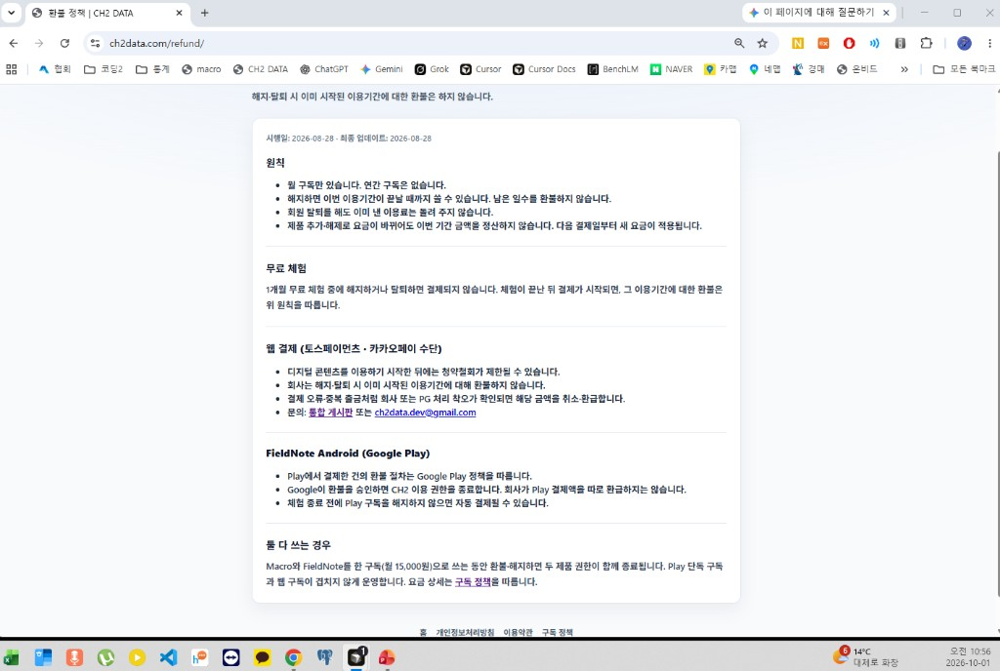 환불 정책 | CH2 DATA
이 페이지에 대해 질문하기
ch2data.com/refund/
협회 코딩2 통계 macro CH2 DATA ChatGPT Gemini Grok Cursor Cursor Docs BenchLM NAVER 카맵 네맵 경매 온비드 » 모든 북마크
해지·탈퇴 시 이미 시작된 이용기간에 대한 환불은 하지 않습니다.
시행일: 2026-08-28 · 최종 업데이트: 2026-08-28
원칙
• 월 구독만 있습니다. 연간 구독은 없습니다.
• 해지하면 이번 이용기간이 끝날 때까지 쓸 수 있습니다. 남은 일수를 환불하지 않습니다.
• 회원 탈퇴를 해도 이미 낸 이용료는 돌려 주지 않습니다.
• 제품 추가·해제로 요금이 바뀌어도 이번 기간 금액을 정산하지 않습니다. 다음 결제일부터 새 요금이 적용됩니다.
무료 체험
1개월 무료 체험 중에 해지하거나 탈퇴하면 결제되지 않습니다. 체험이 끝난 뒤 결제가 시작되면, 그 이용기간에 대한 환불은
위 원칙을 따릅니다.
웹 결제 (토스페이먼츠 · 카카오페이 수단)
• 디지털 콘텐츠를 이용하기 시작한 뒤에는 청약철회가 제한될 수 있습니다.
• 회사는 해지·탈퇴 시 이미 시작된 이용기간에 대해 환불하지 않습니다.
• 결제 오류·중복 출금처럼 회사 또는 PG 처리 착오가 확인되면 해당 금액을 취소·환급합니다.
• 문의: 통합 게시판 또는 ch2data.dev@gmail.com
FieldNote Android (Google Play)
• Play에서 결제한 건의 환불 절차는 Google Play 정책을 따릅니다.
• Google이 환불을 승인하면 CH2 이용 권한을 종료합니다. 회사가 Play 결제액을 따로 환급하지는 않습니다.
• 체험 종료 전에 Play 구독을 해지하지 않으면 자동 결제될 수 있습니다.
둘 다 쓰는 경우
Macro와 FieldNote를 한 구독(월 15,000원)으로 쓰는 동안 환불·해지하면 두 제품 권한이 함께 종료됩니다. Play 단독 구독
과 웹 구독이 겹치지 않게 운영합니다. 요금 상세는 구독 정책을 따릅니다.
홈 개인정보처리방침 이용약관 구독 정책
14°C
대체로 화창
오전 10:56
2026-10-01